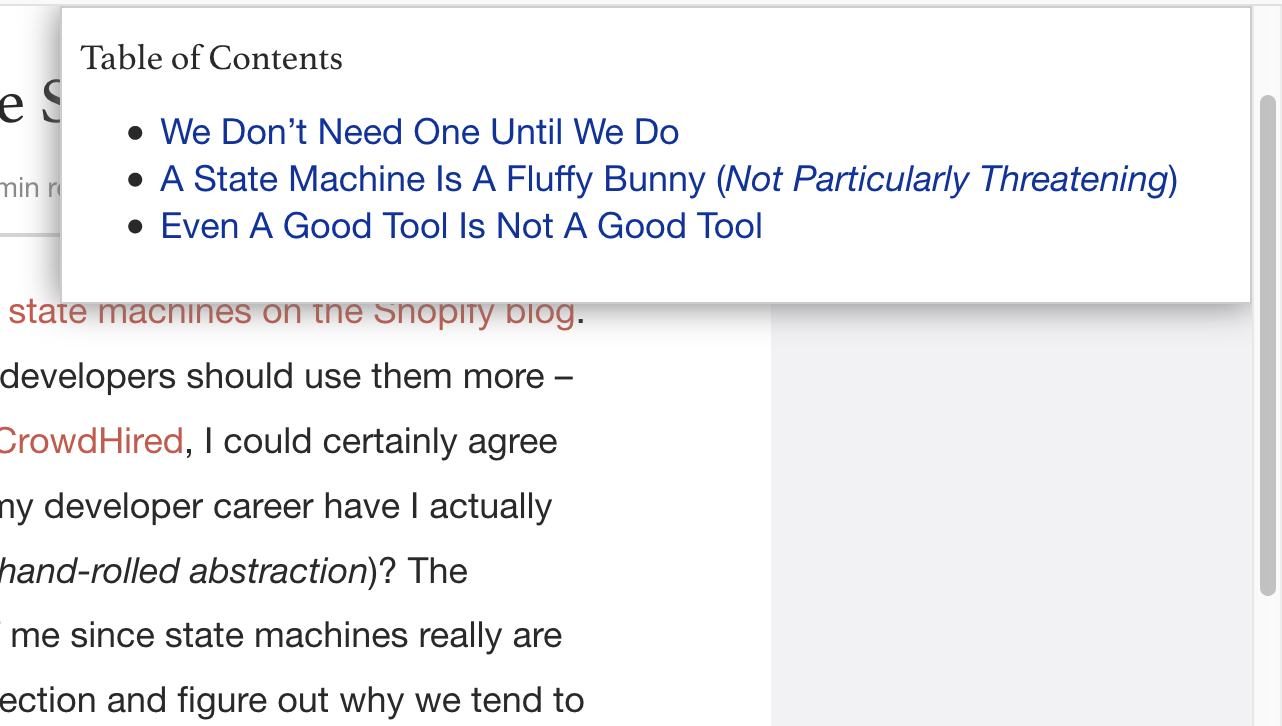 Table of Contents
We Don’t Need One Until We Do
A State Machine Is A Fluffy Bunny (Not Particularly Threatening)
Even A Good Tool Is Not A Good Tool
e S
min r
state machines on the Shopify blog.
developers should use them more –
CrowdHired, I could certainly agree
my developer career have I actually
hand-rolled abstraction)? The
me since state machines really are
ection and figure out why we tend to